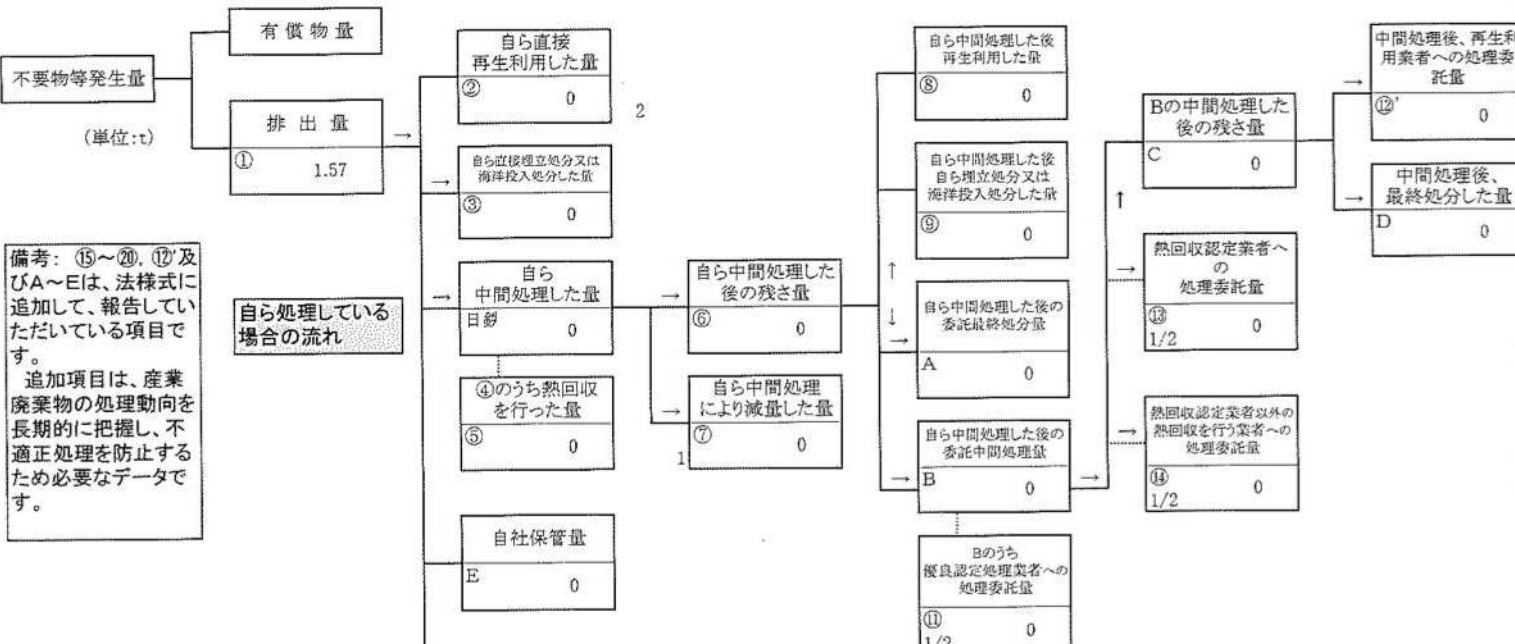 有 償 物 量
不要物等発生量
(単位:t)
排 出 量
→
①
1.57
備考： ⑮～⑳, ⑫'及
びA～Eは、法様式に
追加して、報告してい
ただいている項目で
す。
追加項目は、産業
廃棄物の処理動向を
長期的に把握し、不
適正処理を防止する
ため必要なデータで
す。
自ら処理している
場合の流れ
自ら直接
再生利用した量
②
0
2
→
自ら直接埋立処分又は
海洋投入処分した量
③
0
→
自ら
中間処理した量
0
④のうち熱回収
を行った量
⑤
0
自社保管量
E
0
→
自ら中間処理した
後の残さ量
⑥
0
→
自ら中間処理
により減量した量
⑦
0
1
自ら中間処理した後
再生利用した量
⑧
0
自ら中間処理した後
自ら埋立処分又は
海洋投入処分した量
⑨
0
↑
↓
→
自ら中間処理した後の
委託最終処分量
A
0
→
自ら中間処理した後の
委託中間処理量
B
0
→
Bのうち
優良認定処理業者への
処理委託量
⑪
1/2
0
↑
Bの中間処理した
後の残さ量
C
0
→
熱回収認定業者へ
の
処理委託量
⑬
1/2
0
→
熱回収認定業者以外の
熱回収を行う業者への
処理委託量
⑭
1/2
0
→
中間処理後、再生利
用業者への処理委
託量
⑫'
0
→
中間処理後、
最終処分した量
D
0